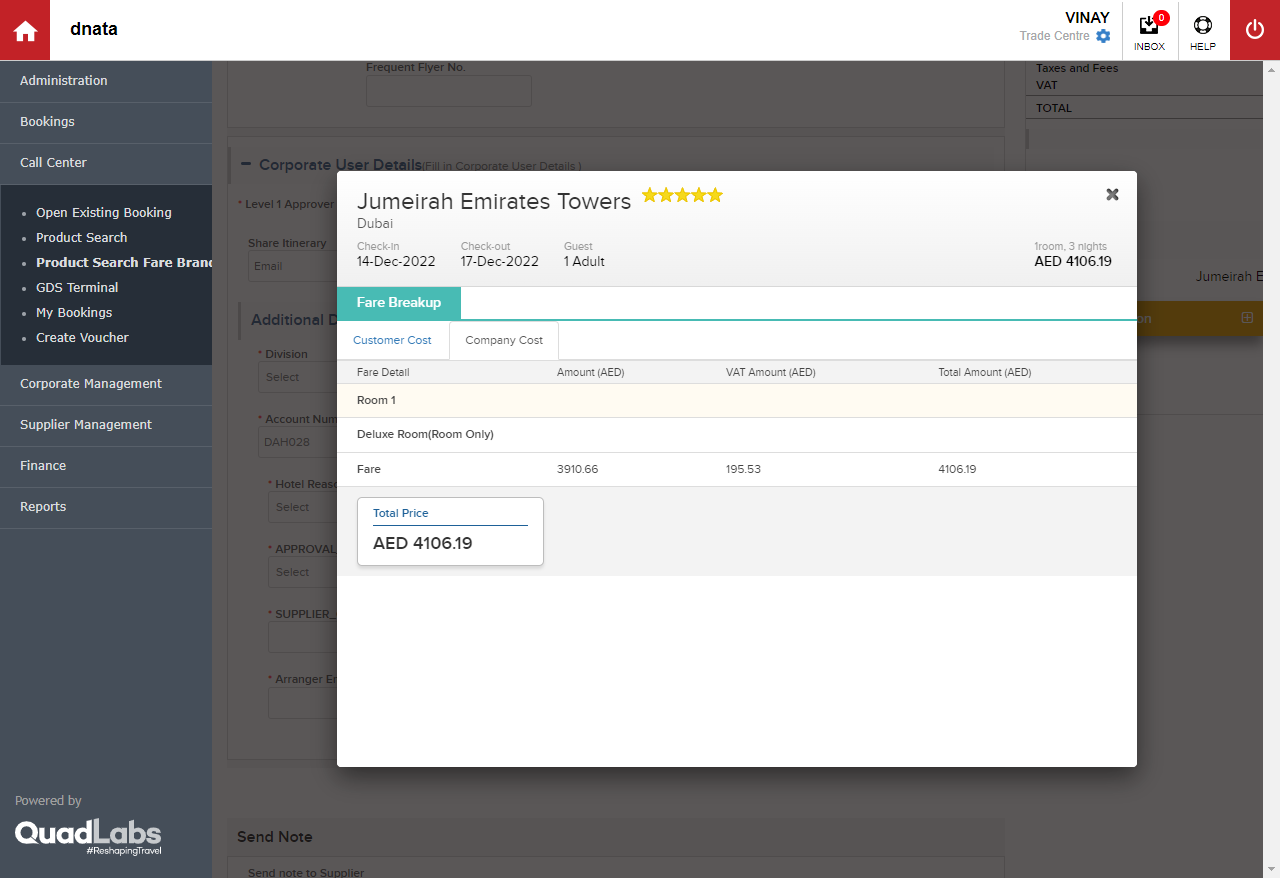 dnata
VINAY
Trade Centre
0
INBOX
HELP
Administration
Bookings
Call Center
Open Existing Booking
Product Search
Product Search Fare Brand
GDS Terminal
My Bookings
Create Voucher
Corporate Management
Supplier Management
Finance
Reports
Powered by
QuadLabs
#ReshapingTravel
Frequent Flyer No.
Taxes and Fees
VAT
TOTAL
Corporate User Details(Fill in Corporate User Details )
* Level 1 Approver
Share Itinerary
Email
Additional D
* Division
Select
* Account Num
DAH028
* Hotel Reaso
Select
* APPROVAL_
Select
* SUPPLIER_
* Arranger Em
Jumeirah E
on
Jumeirah Emirates Towers
Dubai
Check-in
Check-out
Guest
1room, 3 nights
14-Dec-2022
17-Dec-2022
1 Adult
AED 4106.19
Fare Breakup
Customer Cost
Company Cost
Fare Detail
Amount (AED)
VAT Amount (AED)
Total Amount (AED)
Room 1
Deluxe Room(Room Only)
Fare
3910.66
195.53
4106.19
Total Price
AED 4106.19
Send Note
Send note to Supplier